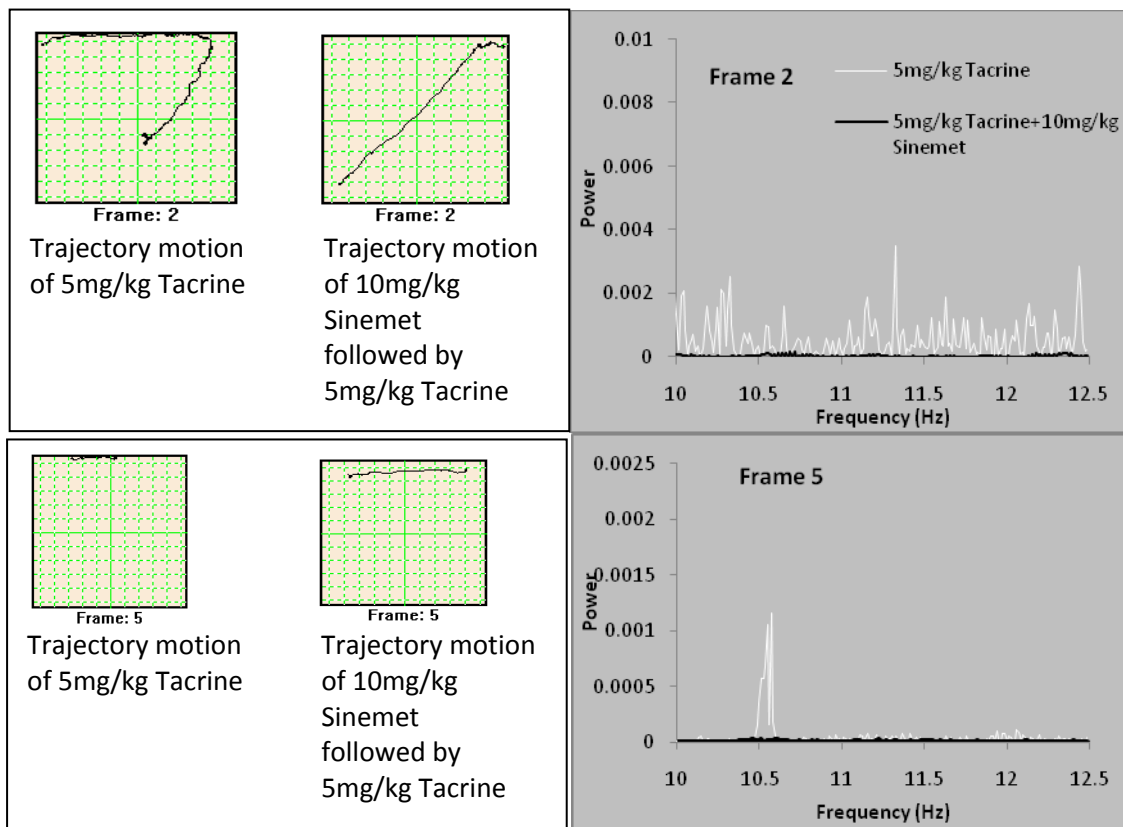 Frame: 2
Trajectory motion
of 5mg/kg Tacrine
Frame: 2
Trajectory motion
of 10mg/kg
Sinemet
followed by
5mg/kg Tacrine
0.01
0.008
0.006
0.004
0.002
0
Power
Frame 2
5mg/kg Tacrine
5mg/kg Tacrine+10mg/kg
Sinemet
10 10.5 11 11.5 12 12.5
Frequency (Hz)
Frame: 5
Trajectory motion
of 5mg/kg Tacrine
Frame: 5
Trajectory motion
of 10mg/kg
Sinemet
followed by
5mg/kg Tacrine
0.0025
0.002
0.0015
0.001
0.0005
0
Power
Frame 5
10 10.5 11 11.5 12 12.5
Frequency (Hz)